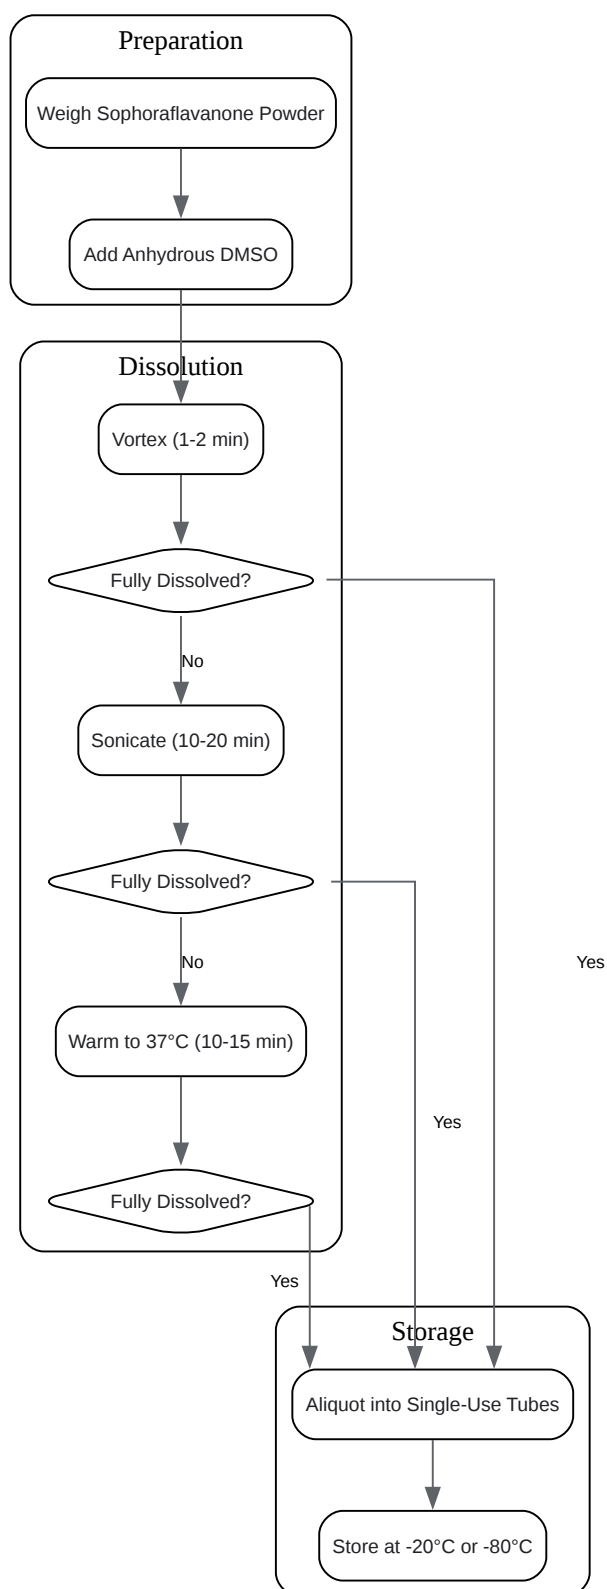 Preparation
Weigh Sophoraflavanone Powder
Add Anhydrous DMSO
Dissolution
Vortex (1-2 min)
Fully Dissolved?
No
Sonicate (10-20 min)
Fully Dissolved?
No
Yes
Warm to 37°C (10-15 min)
Yes
Fully Dissolved?
Yes
Storage
Aliquot into Single-Use Tubes
Store at -20°C or -80°C